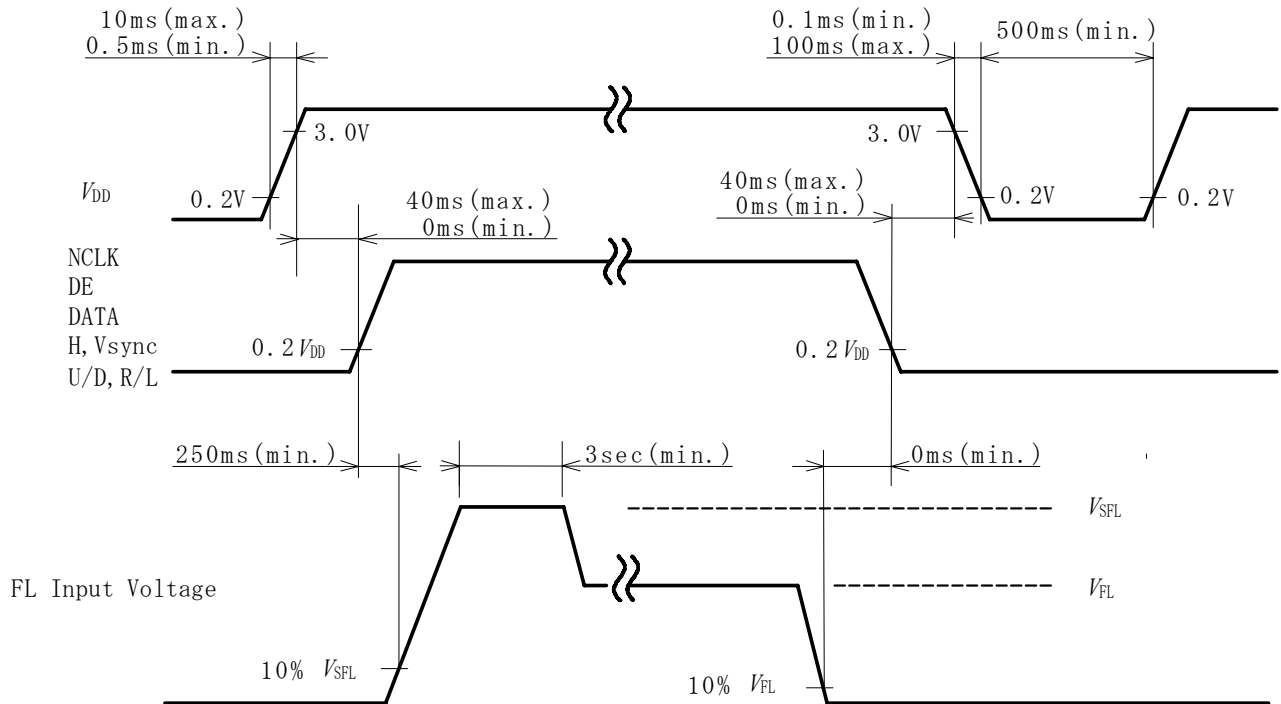 10ms(max.)
0.5ms(min.)
0.1ms(min.)
100ms(max.)
500ms(min.)
3.0V
3.0V
VDD
0.2V
0.2V
0.2V
40ms(max.)
0ms(min.)
40ms(max.)
0ms(min.)
NCLK
DE
DATA
H,Vsync
U/D,R/L
0.2VDD
0.2VDD
250ms(min.)
3sec(min.)
0ms(min.)
VSFL
FL Input Voltage
VFL
10% VSFL
10% VFL